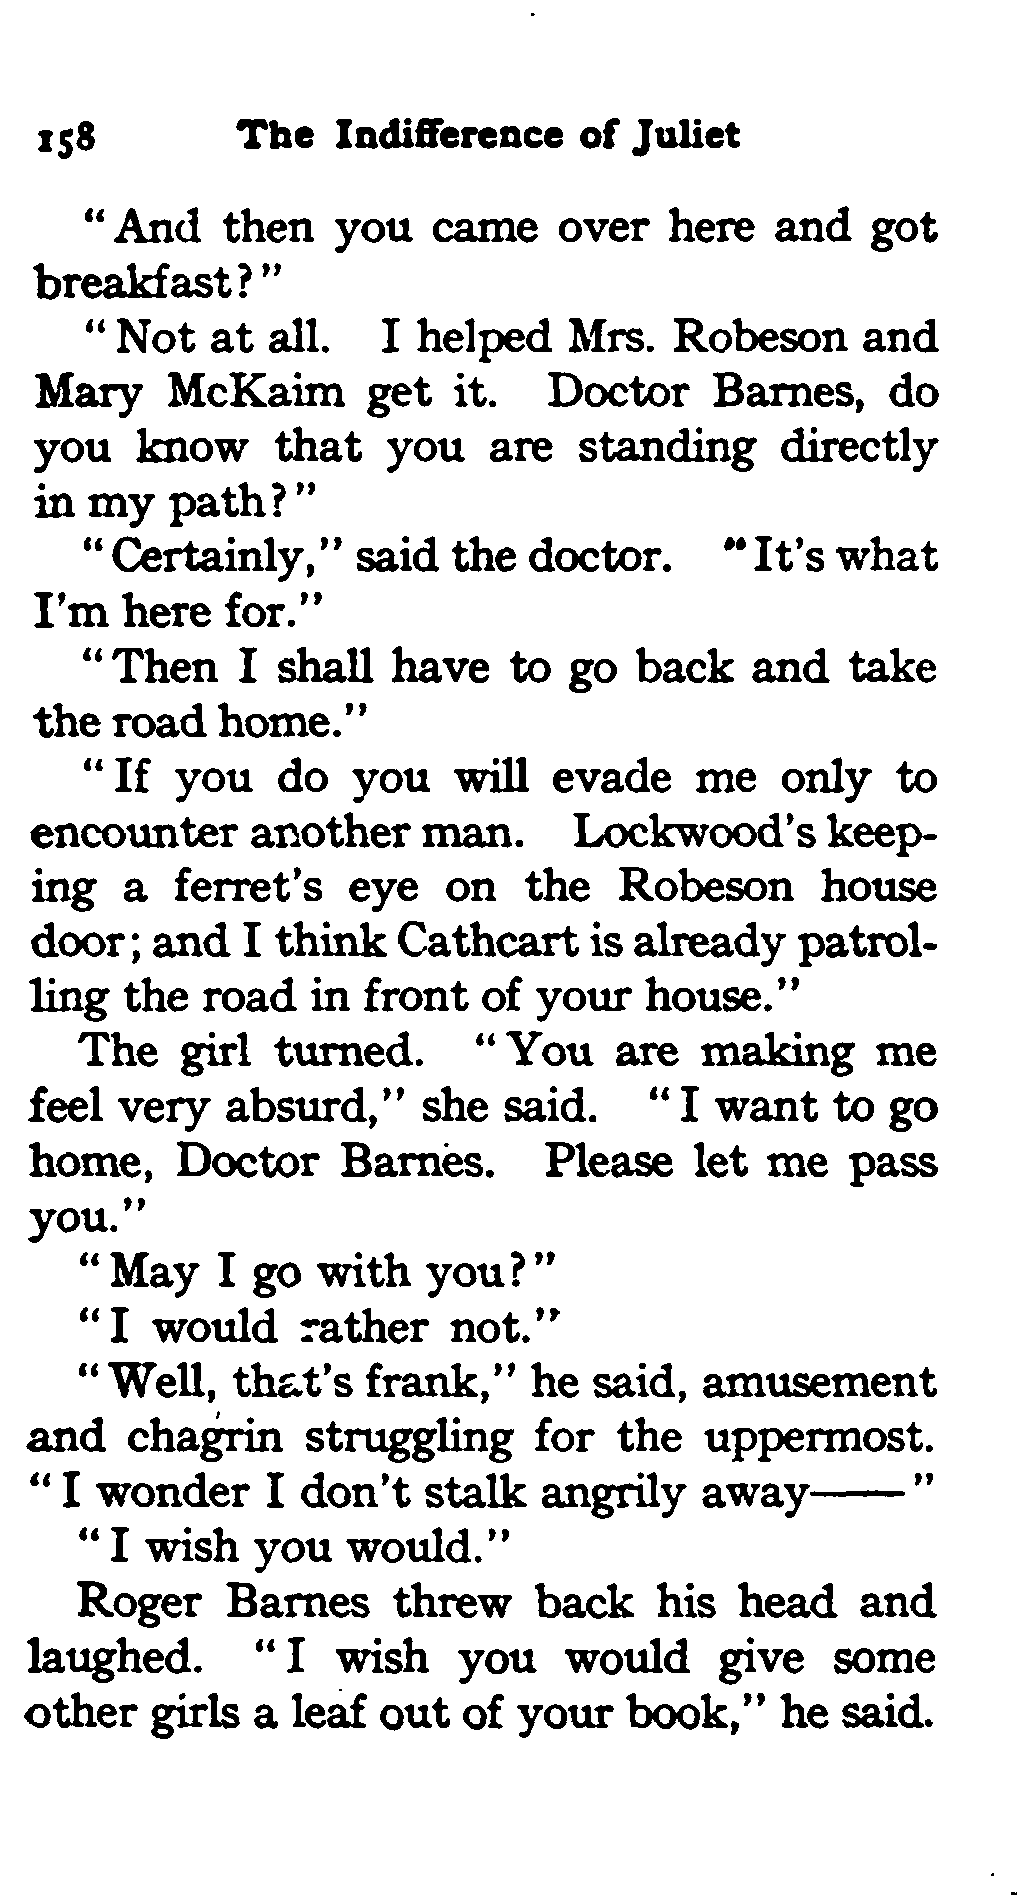 158 The Indifference of Juliet
"And then you came over here and got
breakfast?"
"Not at all. I helped Mrs. Robeson and
Mary McKaim get it. Doctor Barnes, do
you know that you are standing directly
in my path?"
"Certainly," said the doctor. "It's what
I'm here for."
"Then I shall have to go back and take
the road home."
"If you do you will evade me only to
encounter another man. Lockwood's keep-
ing a ferret's eye on the Robeson house
door; and I think Cathcart is already patrol-
ling the road in front of your house."
The girl turned. "You are making me
feel very absurd," she said. "I want to go
home, Doctor Barnes. Please let me pass
you."
"May I go with you?"
"I would rather not."
"Well, that's frank," he said, amusement
and chagrin struggling for the uppermost.
"I wonder I don't stalk angrily away——"
"I wish you would."
Roger Barnes threw back his head and
laughed. "I wish you would give some
other girls a leaf out of your book," he said.